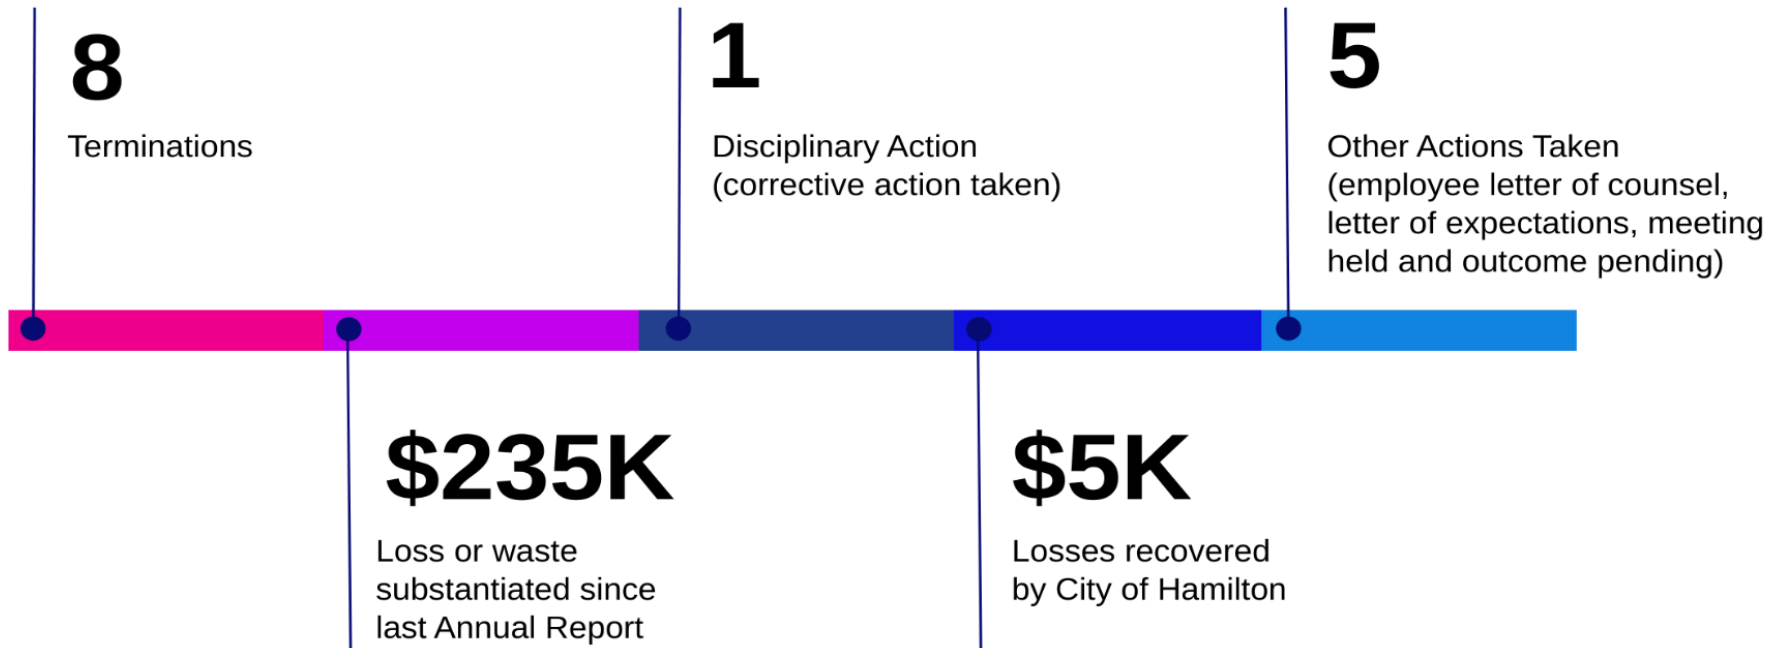 8
Terminations
$235K
Loss or waste
substantiated since
last Annual Report
1
Disciplinary Action
(corrective action taken)
$5K
Losses recovered
by City of Hamilton
5
Other Actions Taken
(employee letter of counsel,
letter of expectations, meeting
held and outcome pending)